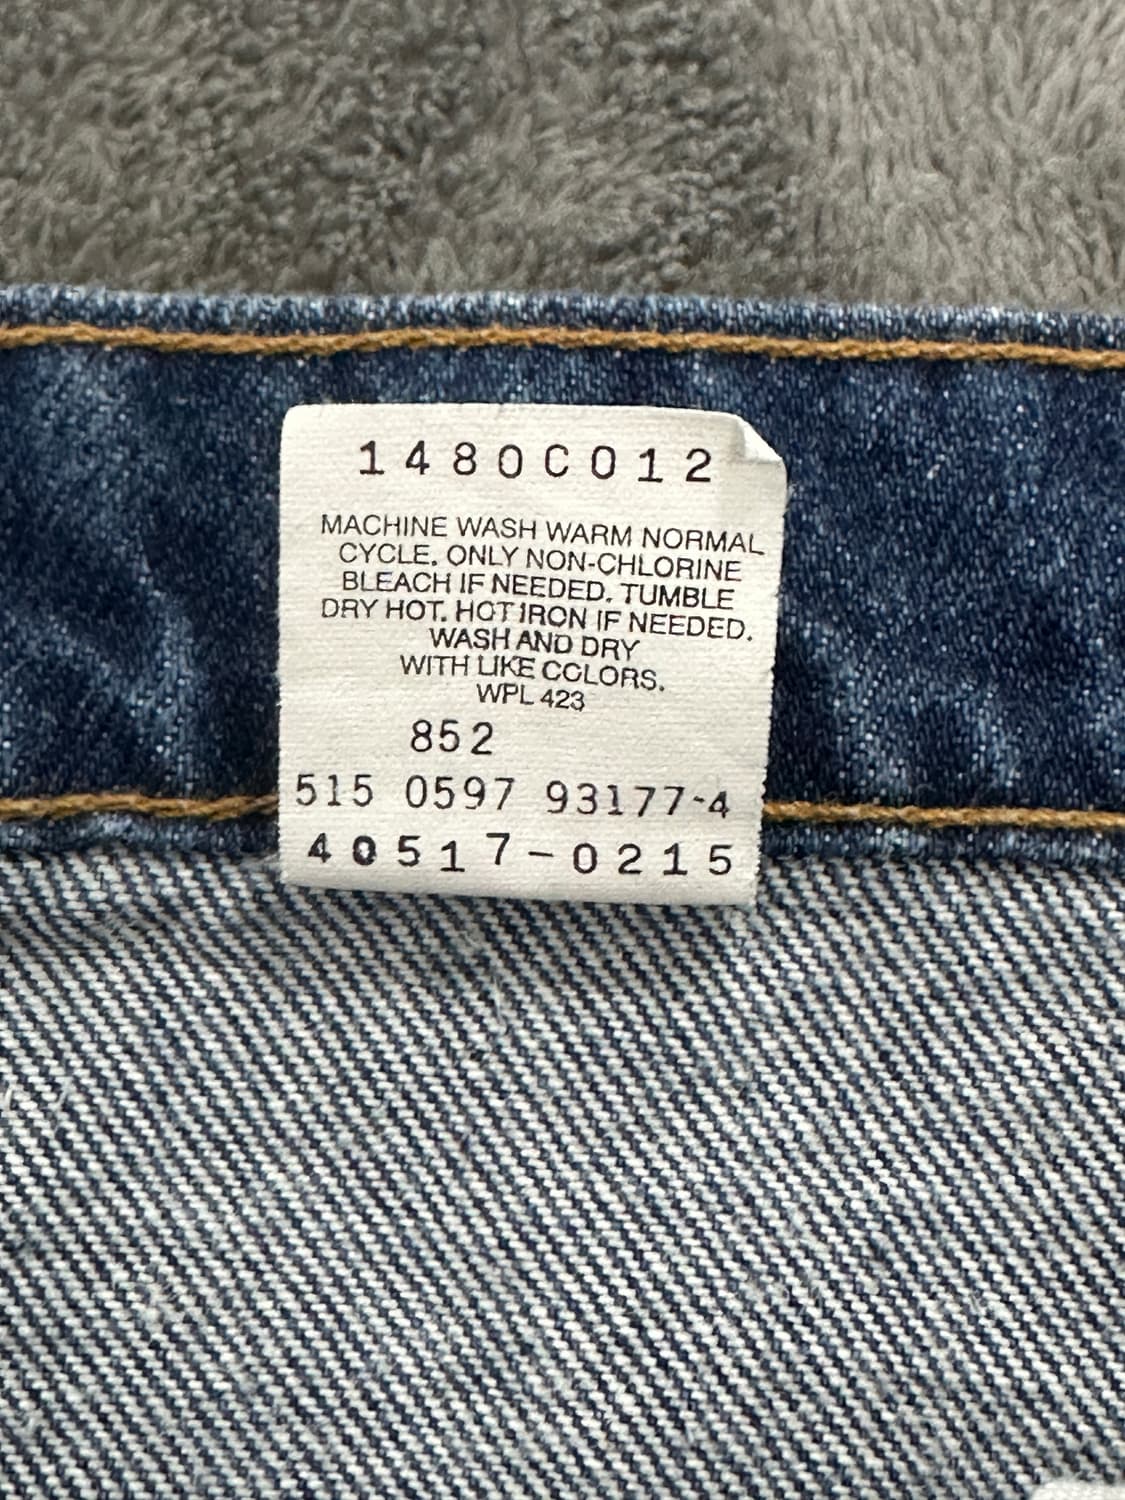 1480C012
MACHINE WASH WARM NORMAL
CYCLE. ONLY NON-CHLORINE
BLEACH IF NEEDED. TUMBLE
DRY HOT. HOT IRON IF NEEDED.
WASH AND DRY
WITH LIKE COLORS.
WPL 423
852
515 0597 93177-4
40517-0215